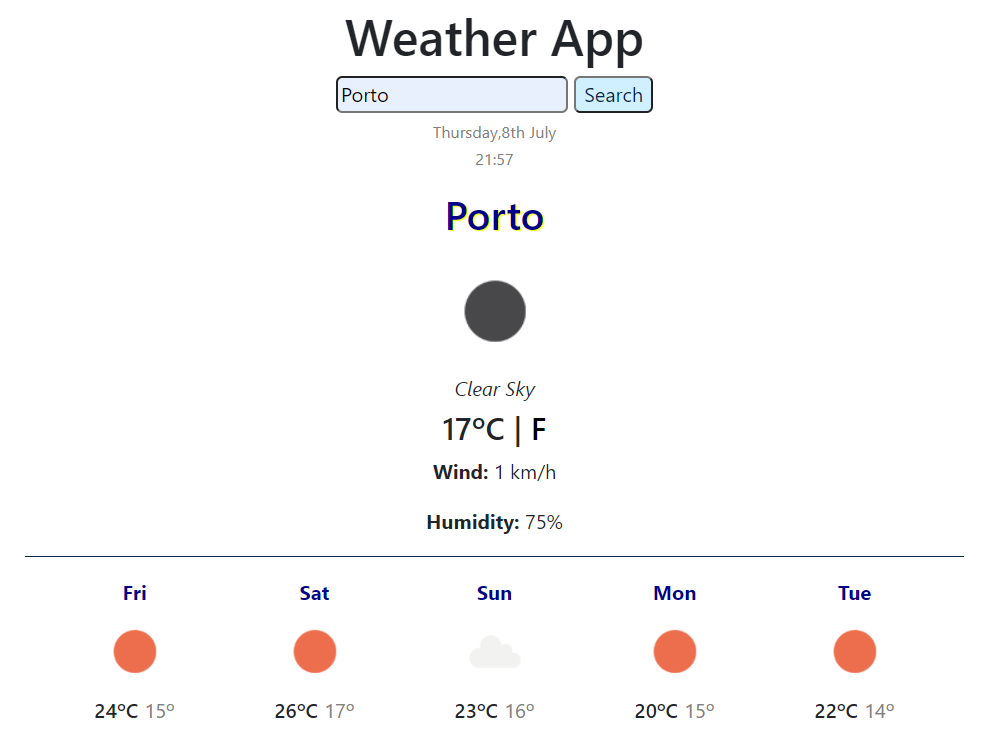 Weather App
Porto Search
Thursday,8th July
21:57
Porto
Clear Sky
17ºC | F
Wind: 1 km/h
Humidity: 75%
Fri Sat Sun Mon Tue
24ºC 15º 26ºC 17º 23ºC 16º 20ºC 15º 22ºC 14º